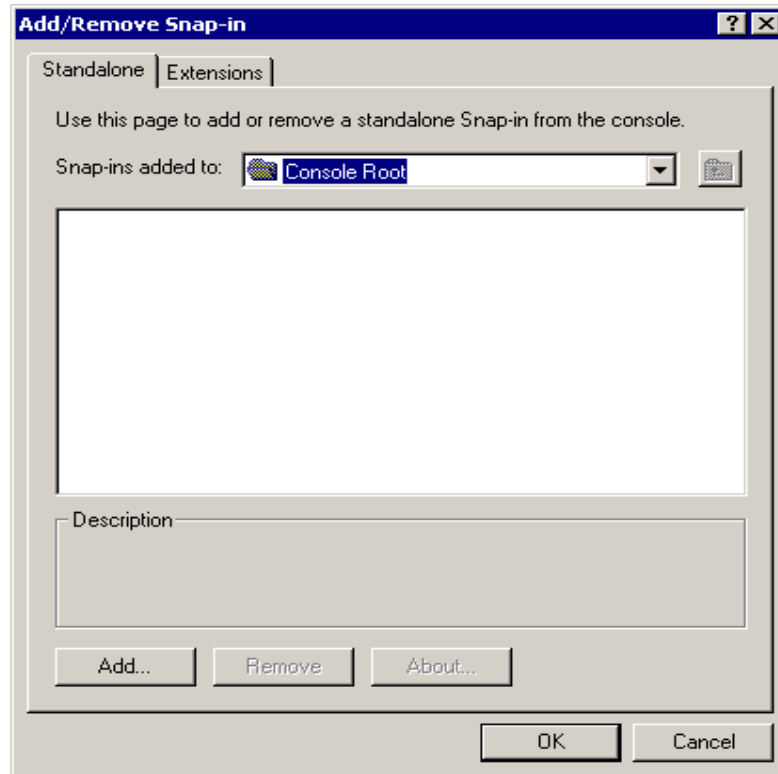 Add/Remove Snap-in
Standalone
Extensions
Use this page to add or remove a standalone Snap-in from the console.
Snap-ins added to:
Console Root
Description
Add...
Remove
About...
OK
Cancel